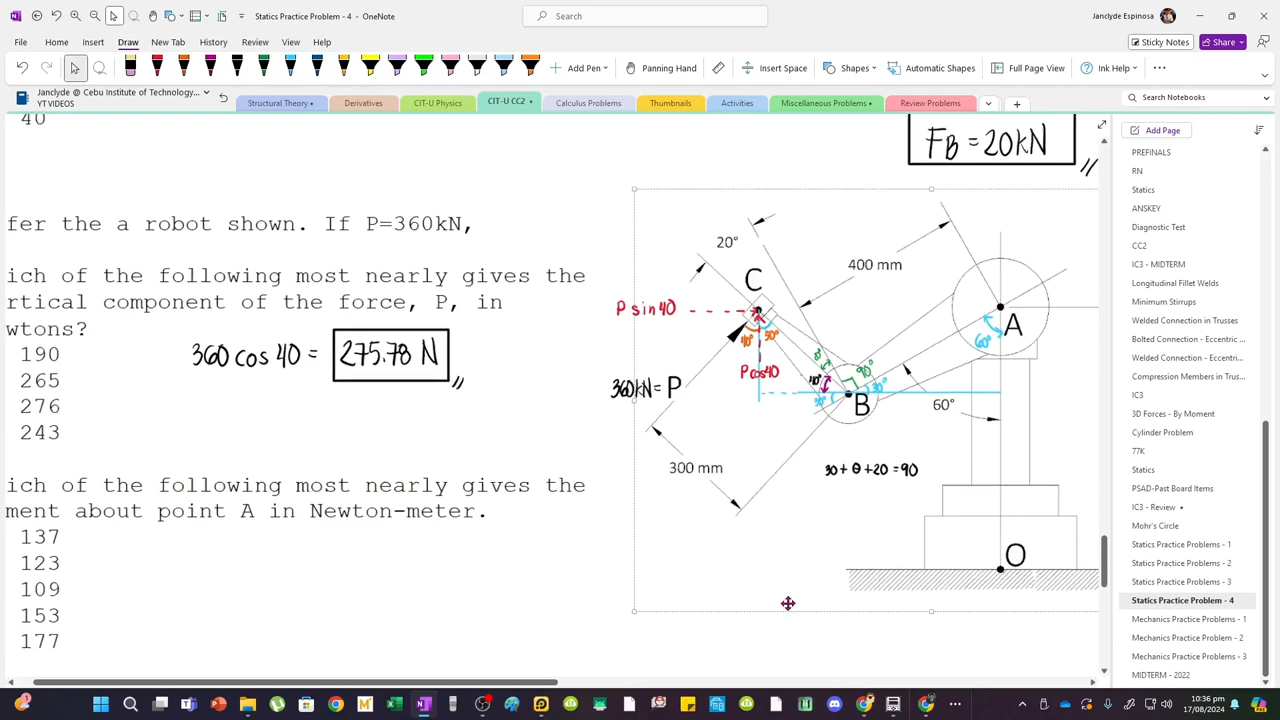 Statics Practice Problem - 4 - OneNote
Search
Janclyde Espinosa
File Home Insert Draw New Tab History Review View Help
Sticky Notes Share
Add Pen Panning Hand Insert Space Shapes Automatic Shapes Full Page View Ink Help
Janclyde @ Cebu Institute of Technology...
YT VIDEOS
Structural Theory Derivatives CIT-U Physics CIT-U CC2 Calculus Problems Thumbnails Activities Miscellaneous Problems Review Problems
Search Notebooks
Add Page
PREFINALS
RN
Statics
ANSKEY
Diagnostic Test
CC2
IC3 - MIDTERM
Longitudinal Fillet Welds
Minimum Stirrups
Welded Connection in Trusses
Bolted Connection - Eccentric ...
Welded Connection - Eccentric ...
Compression Members in Trus...
IC3
3D Forces - By Moment
Cylinder Problem
77K
Statics
PSAD-Past Board Items
IC3 - Review
Mohr's Circle
Statics Practice Problems - 1
Statics Practice Problems - 2
Statics Practice Problems - 3
Statics Practice Problem - 4
Mechanics Practice Problems - 1
Mechanics Practice Problem - 2
Mechanics Practice Problem - 3
MIDTERM - 2022
40
FB = 20kN
fer the a robot shown. If P=360kN,
ich of the following most nearly gives the
rtical component of the force, P, in
wtons?
190
265
276
243
360 cos 40 = 275.78 N
ich of the following most nearly gives the
ment about point A in Newton-meter.
137
123
109
153
177
20°
400 mm
C
P sin 40
A
40° 50°
60°
P cos 40
90°
40°
30°
30°
360kN = P
B
60°
300 mm
30 + θ + 20 = 90
O
10:36 pm
17/08/2024